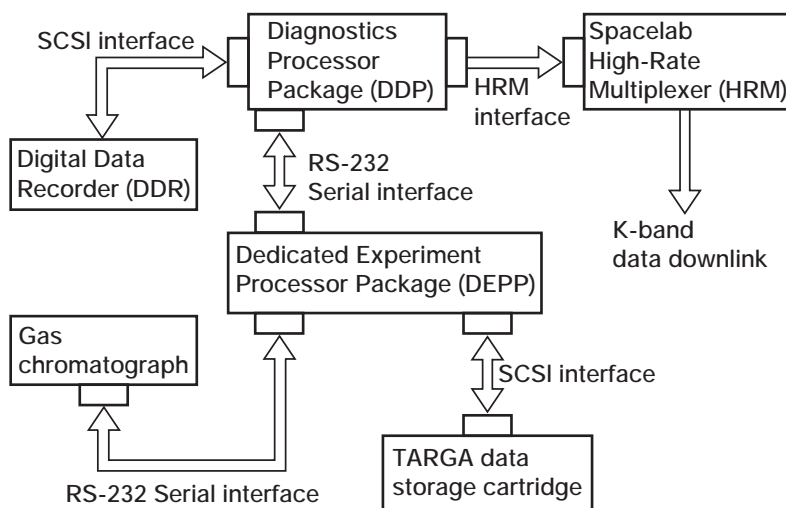 SCSI interface
Diagnostics
Processor
Package (DDP)
HRM
interface
Spacelab
High-Rate
Multiplexer (HRM)
Digital Data
Recorder (DDR)
RS-232
Serial interface
K-band
data downlink
Dedicated Experiment
Processor Package (DEPP)
Gas
chromatograph
SCSI interface
TARGA data
storage cartridge
RS-232 Serial interface